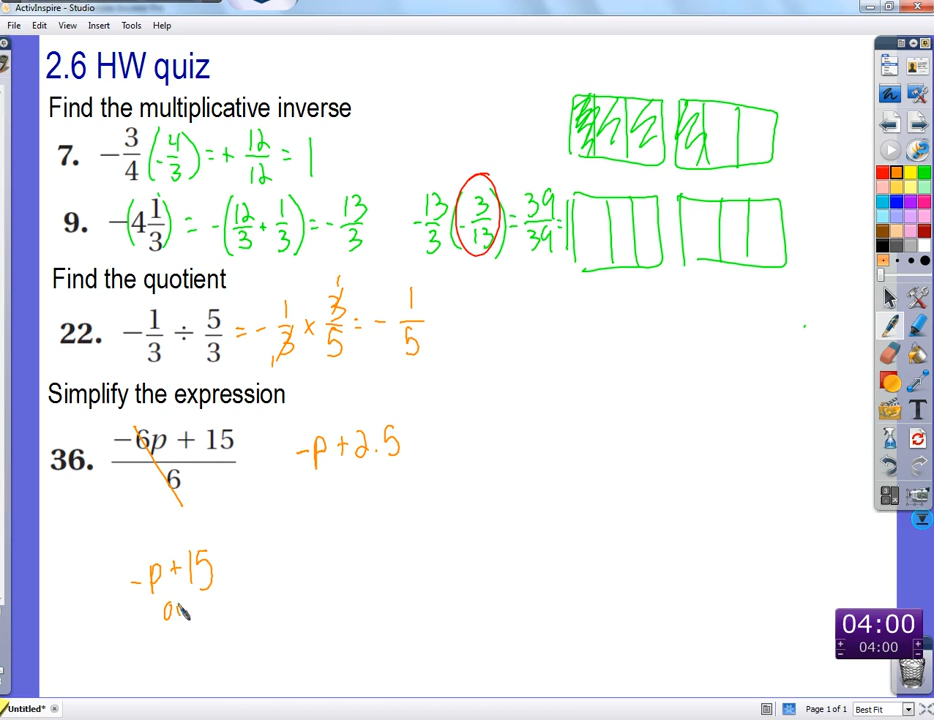 ActivInspire - Studio
File Edit View Insert Tools Help
2.6 HW quiz
Find the multiplicative inverse
7. -3/4 (-4/3) = + 12/12 = 1
9. -(4 1/3) = -(12/3 + 1/3) = -13/3 -13/3 (-3/13) = 39/39 = 1
Find the quotient
22. -1/3 ÷ 5/3 = -1/3 × 3/5 = -1/5
Simplify the expression
36. (-6p + 15)/6 -p + 2.5
-p + 15
or
04:00
04:00
Untitled* Page 1 of 1 Best Fit